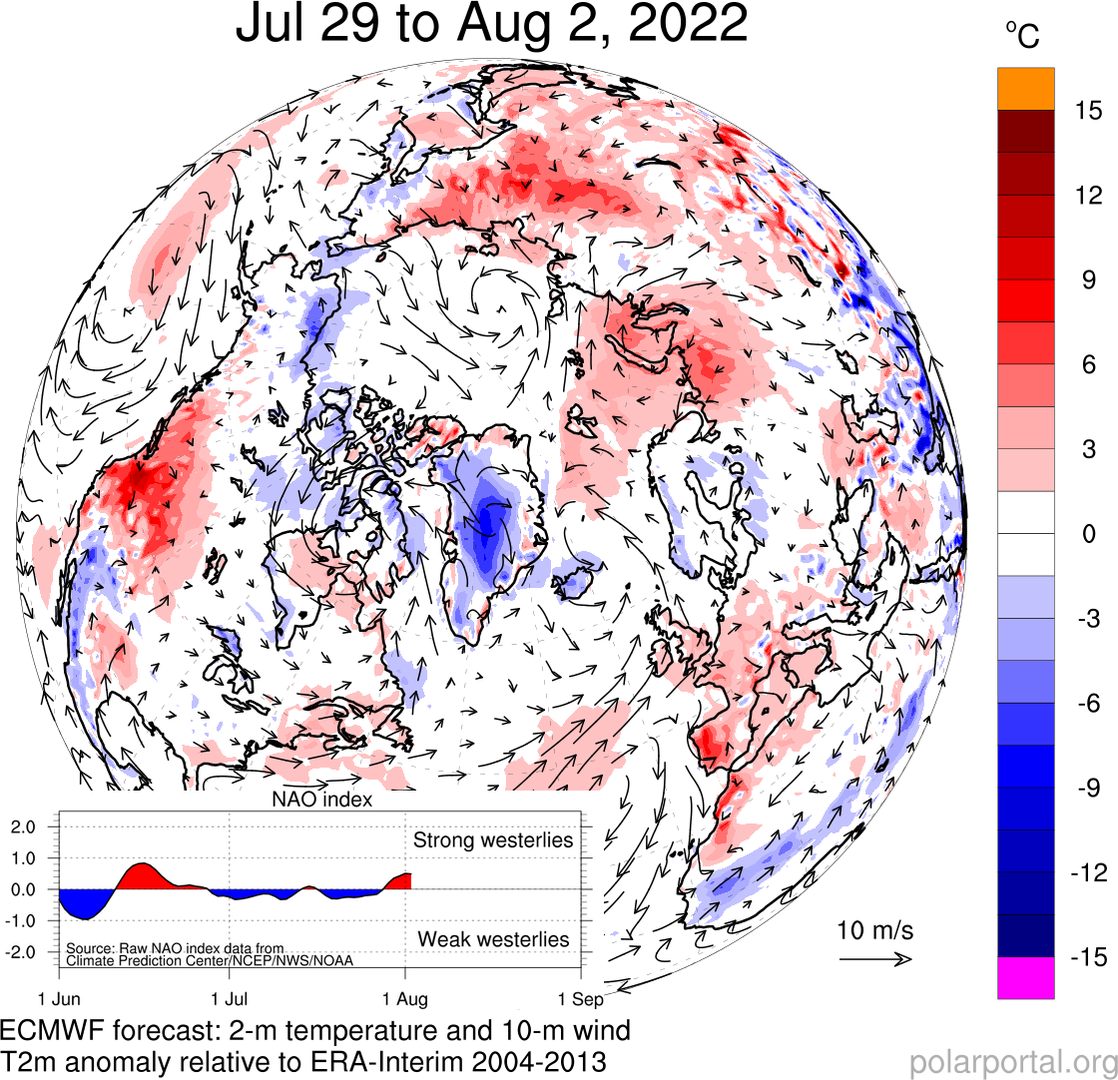 Jul 29 to Aug 2, 2022
°C
15
12
9
6
3
0
-3
-6
-9
-12
-15
NAO index
2.0
Strong westerlies
1.0
0.0
-1.0
Weak westerlies
-2.0
Source: Raw NAO index data from
Climate Prediction Center/NCEP/NWS/NOAA
1 Jun 1 Jul 1 Aug 1 Sep
10 m/s
ECMWF forecast: 2-m temperature and 10-m wind
T2m anomaly relative to ERA-Interim 2004-2013
polarportal.org